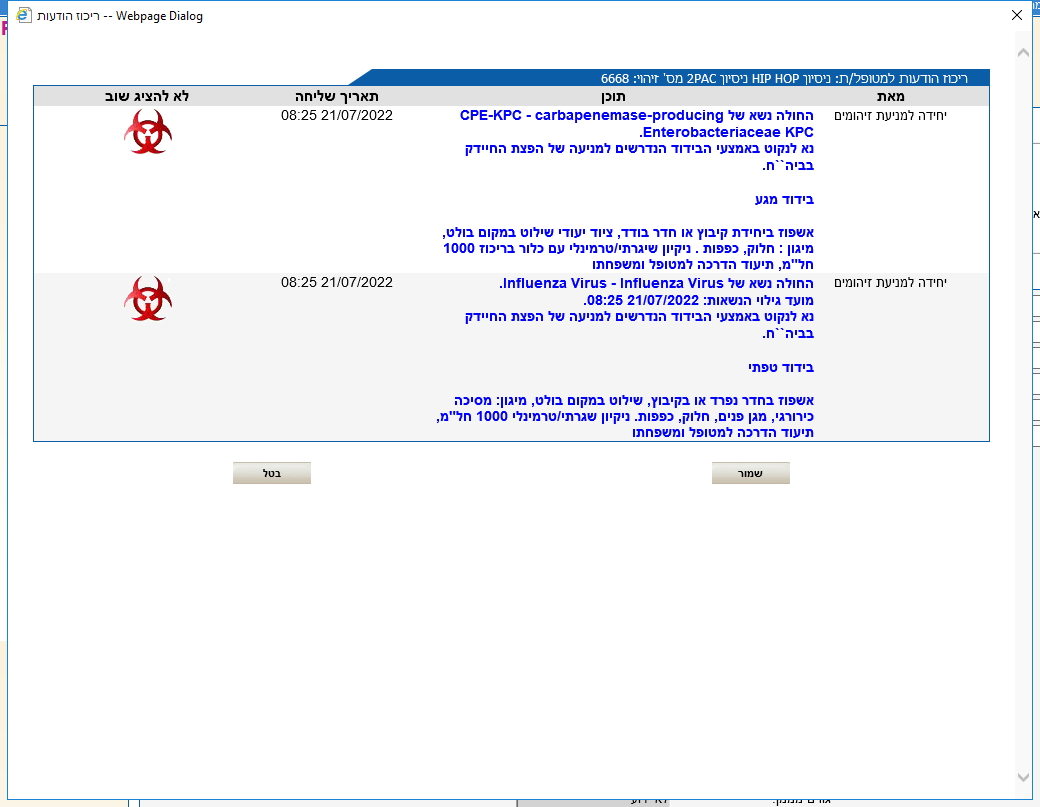 ריכוז הודעות -- Webpage Dialog
ריכוז הודעות למטופל/ת: ניסיון HIP HOP ניסיון 2PAC מס' זיהוי: 6668
מאת תוכן תאריך שליחה לא להציג שוב
יחידה למניעת זיהומים
החולה נשא של CPE-KPC - carbapenemase-producing
Enterobacteriaceae KPC.
נא לנקוט באמצעי הבידוד הנדרשים למניעה של הפצת החיידק
בביה``ח.
בידוד מגע
אשפוז ביחידת קיבוץ או חדר בודד, ציוד יעודי שילוט במקום בולט,
מיגון : חלוק, כפפות . ניקיון שיגרתי/טרמינלי עם כלור בריכוז 1000
חל"מ, תיעוד הדרכה למטופל ומשפחתו
21/07/2022 08:25
יחידה למניעת זיהומים
החולה נשא של Influenza Virus - Influenza Virus.
מועד גילוי הנשאות: 21/07/2022 08:25.
נא לנקוט באמצעי הבידוד הנדרשים למניעה של הפצת החיידק
בביה``ח.
בידוד טפתי
אשפוז בחדר נפרד או בקיבוץ, שילוט במקום בולט, מיגון: מסיכה
כירורגי, מגן פנים, חלוק, כפפות. ניקיון שגרתי/טרמינלי 1000 חל"מ,
תיעוד הדרכה למטופל ומשפחתו
21/07/2022 08:25
שמור
בטל